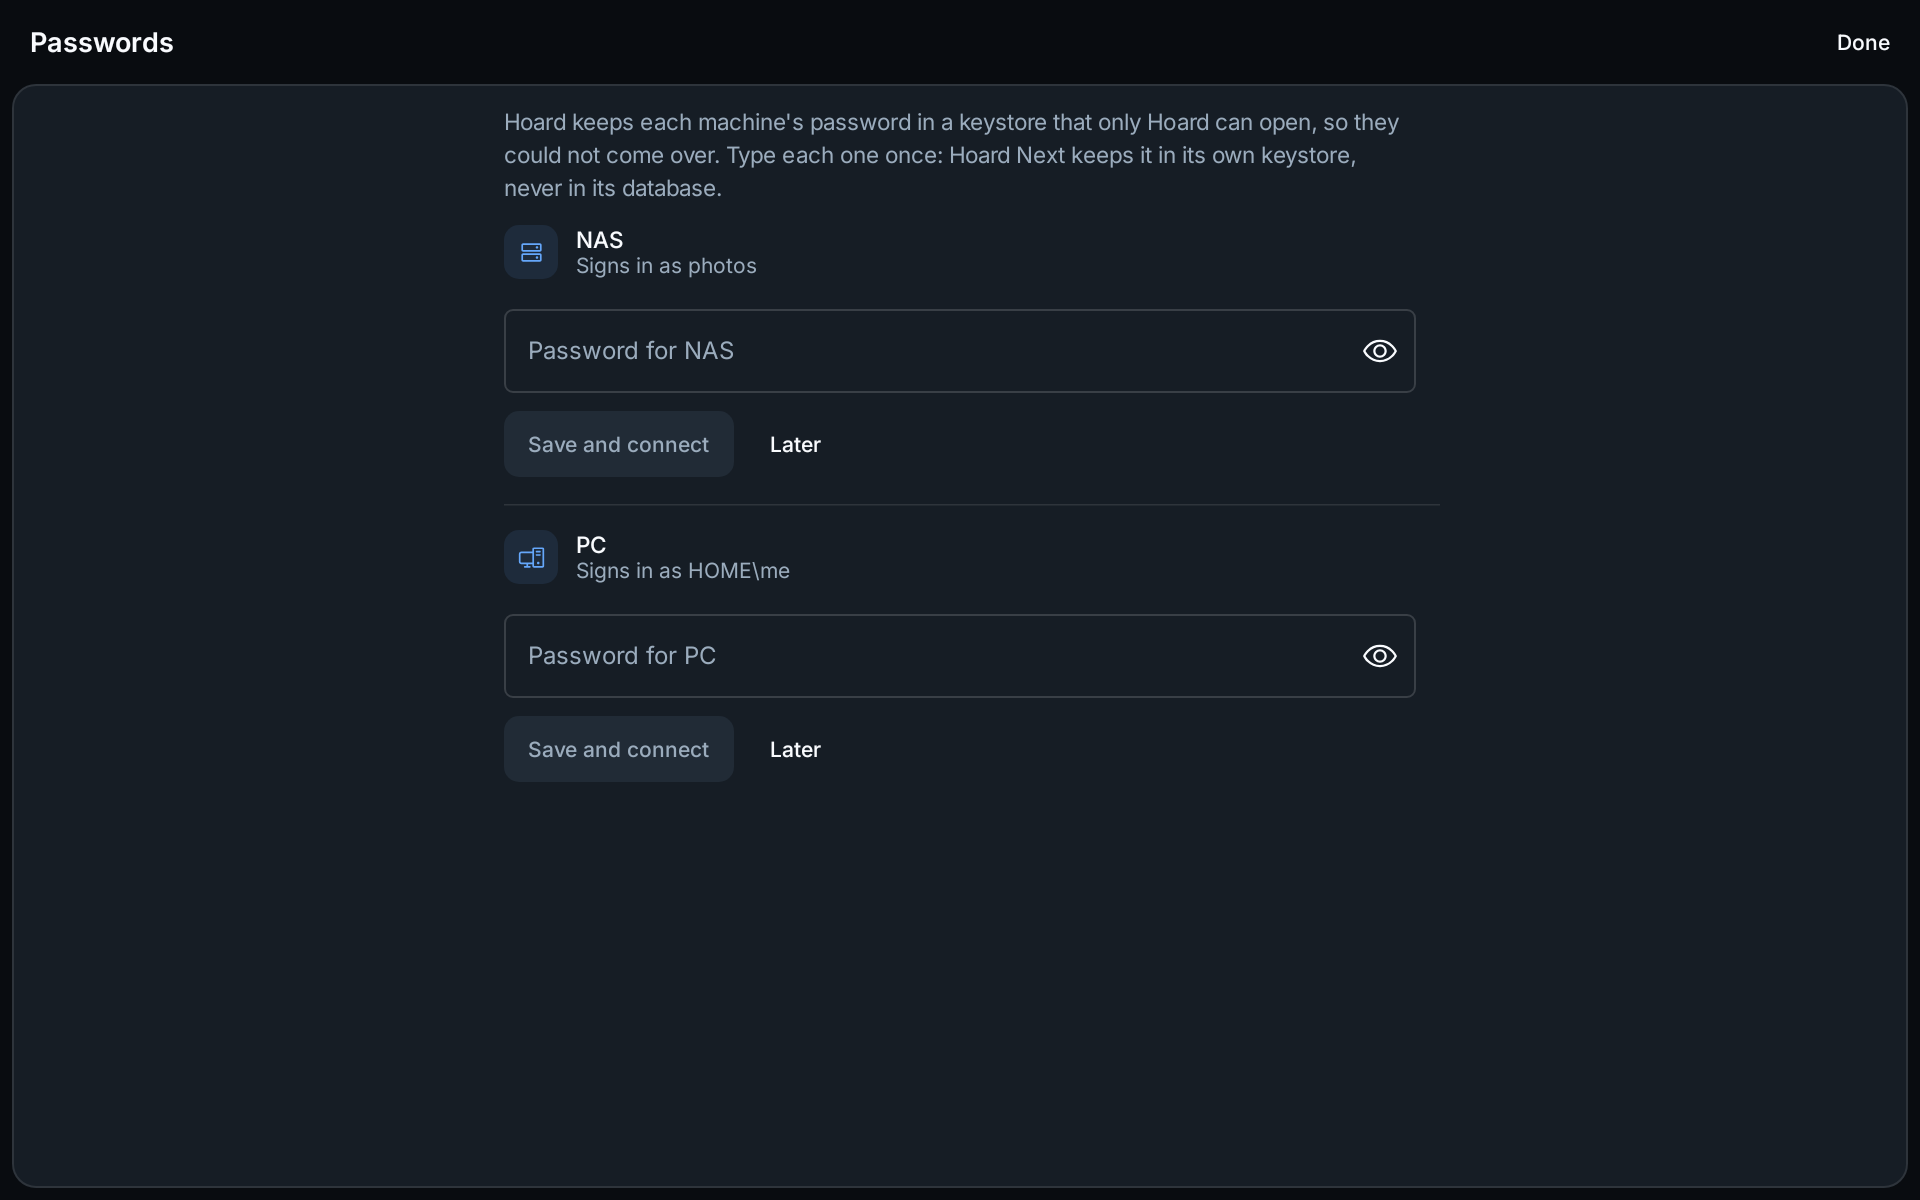 Passwords
Done
Hoard keeps each machine's password in a keystore that only Hoard can open, so they
could not come over. Type each one once: Hoard Next keeps it in its own keystore,
never in its database.
NAS
Signs in as photos
Password for NAS
Save and connect
Later
PC
Signs in as HOME\me
Password for PC
Save and connect
Later